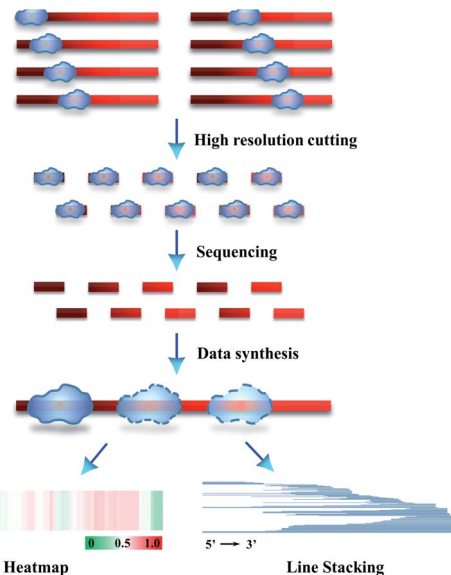 High resolution cutting
Sequencing
Data synthesis
0 0.5 1.0
5’ → 3’
Heatmap
Line Stacking